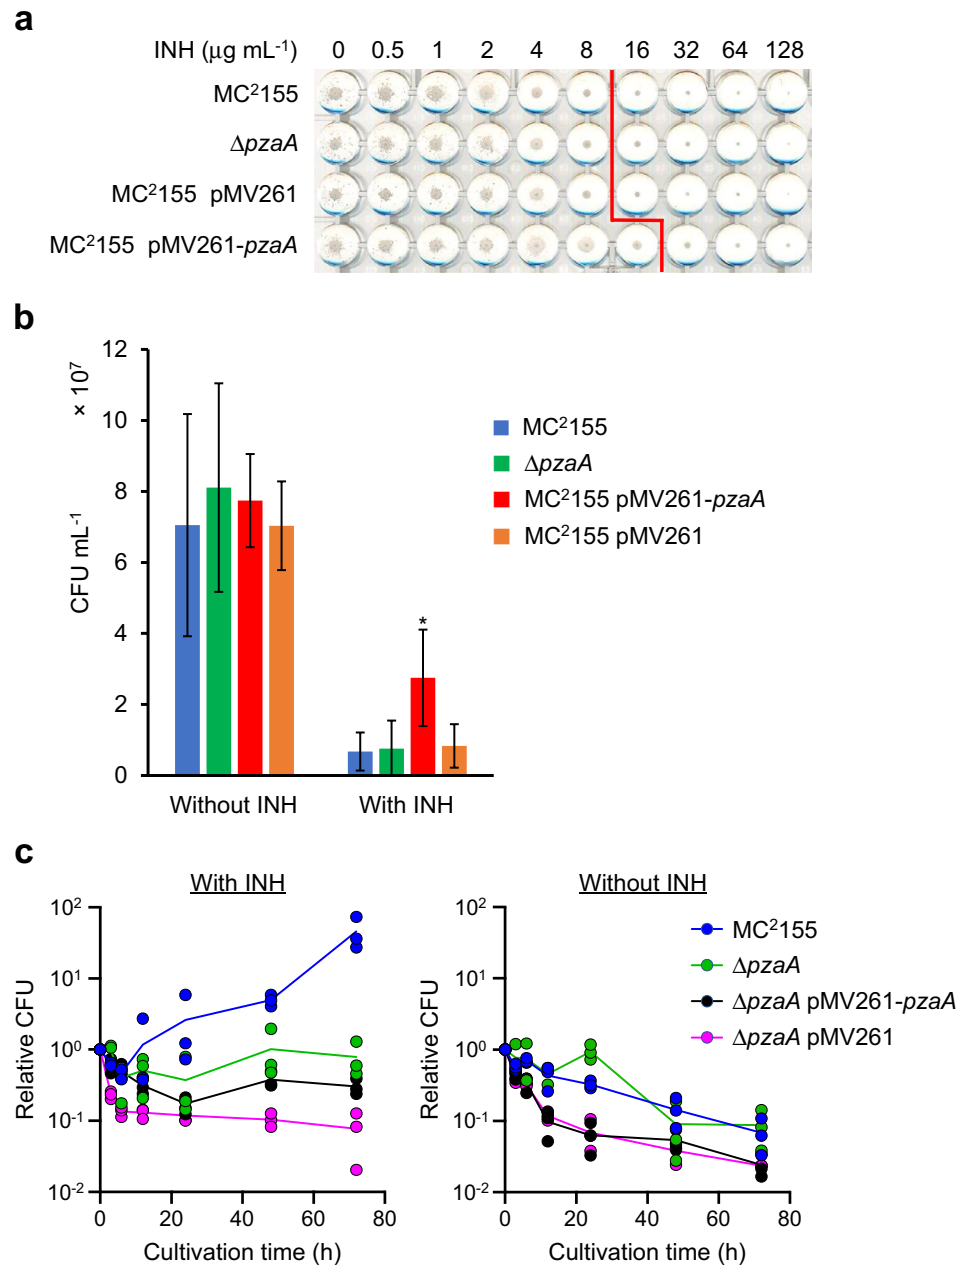 a
INH (μg mL-1) 0 0.5 1 2 4 8 16 32 64 128
MC2155
ΔpzaA
MC2155 pMV261
MC2155 pMV261-pzaA
b
× 107
CFU mL-1
12
10
8
6
4
2
0
*
Without INH
With INH
MC2155
ΔpzaA
MC2155 pMV261-pzaA
MC2155 pMV261
c
With INH
Relative CFU
102
101
100
10-1
10-2
0 20 40 60 80
Cultivation time (h)
Without INH
Relative CFU
102
101
100
10-1
10-2
0 20 40 60 80
Cultivation time (h)
MC2155
ΔpzaA
ΔpzaA pMV261-pzaA
ΔpzaA pMV261